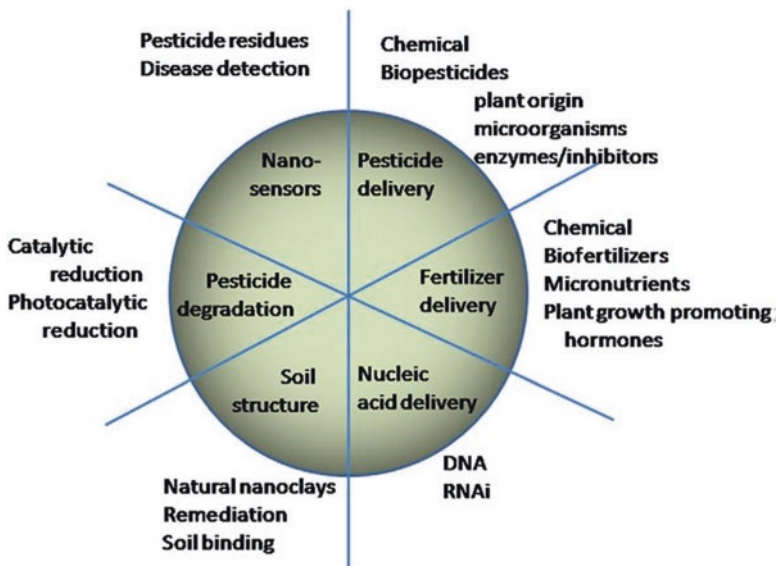 Pesticide residues
Disease detection
Chemical
Biopesticides
plant origin
microorganisms
enzymes/inhibitors
Nano-
sensors
Pesticide
delivery
Catalytic
reduction
Photocatalytic
reduction
Pesticide
degradation
Fertilizer
delivery
Chemical
Biofertilizers
Micronutrients
Plant growth promoting
hormones
Soil
structure
Nucleic
acid delivery
Natural nanoclays
Remediation
Soil binding
DNA
RNAi